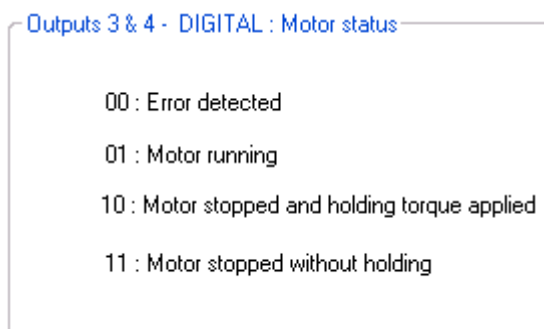 Outputs 3 & 4 - DIGITAL : Motor status
00 : Error detected
01 : Motor running
10 : Motor stopped and holding torque applied
11 : Motor stopped without holding